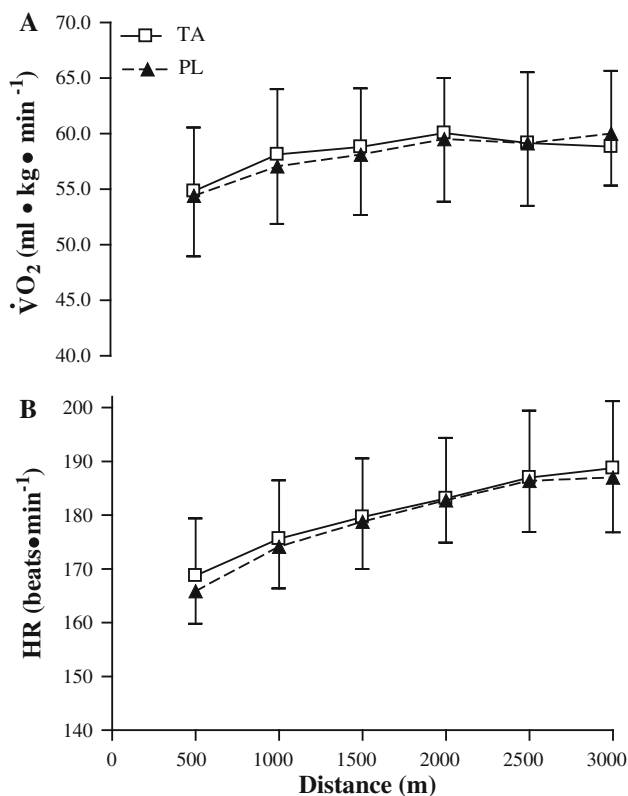 A
70.0
TA
PL
65.0
60.0
55.0
50.0
45.0
40.0
V̇O₂ (ml • kg • min ⁻¹)
B
200
190
180
170
160
150
140
HR (beats•min⁻¹)
0 500 1000 1500 2000 2500 3000
Distance (m)